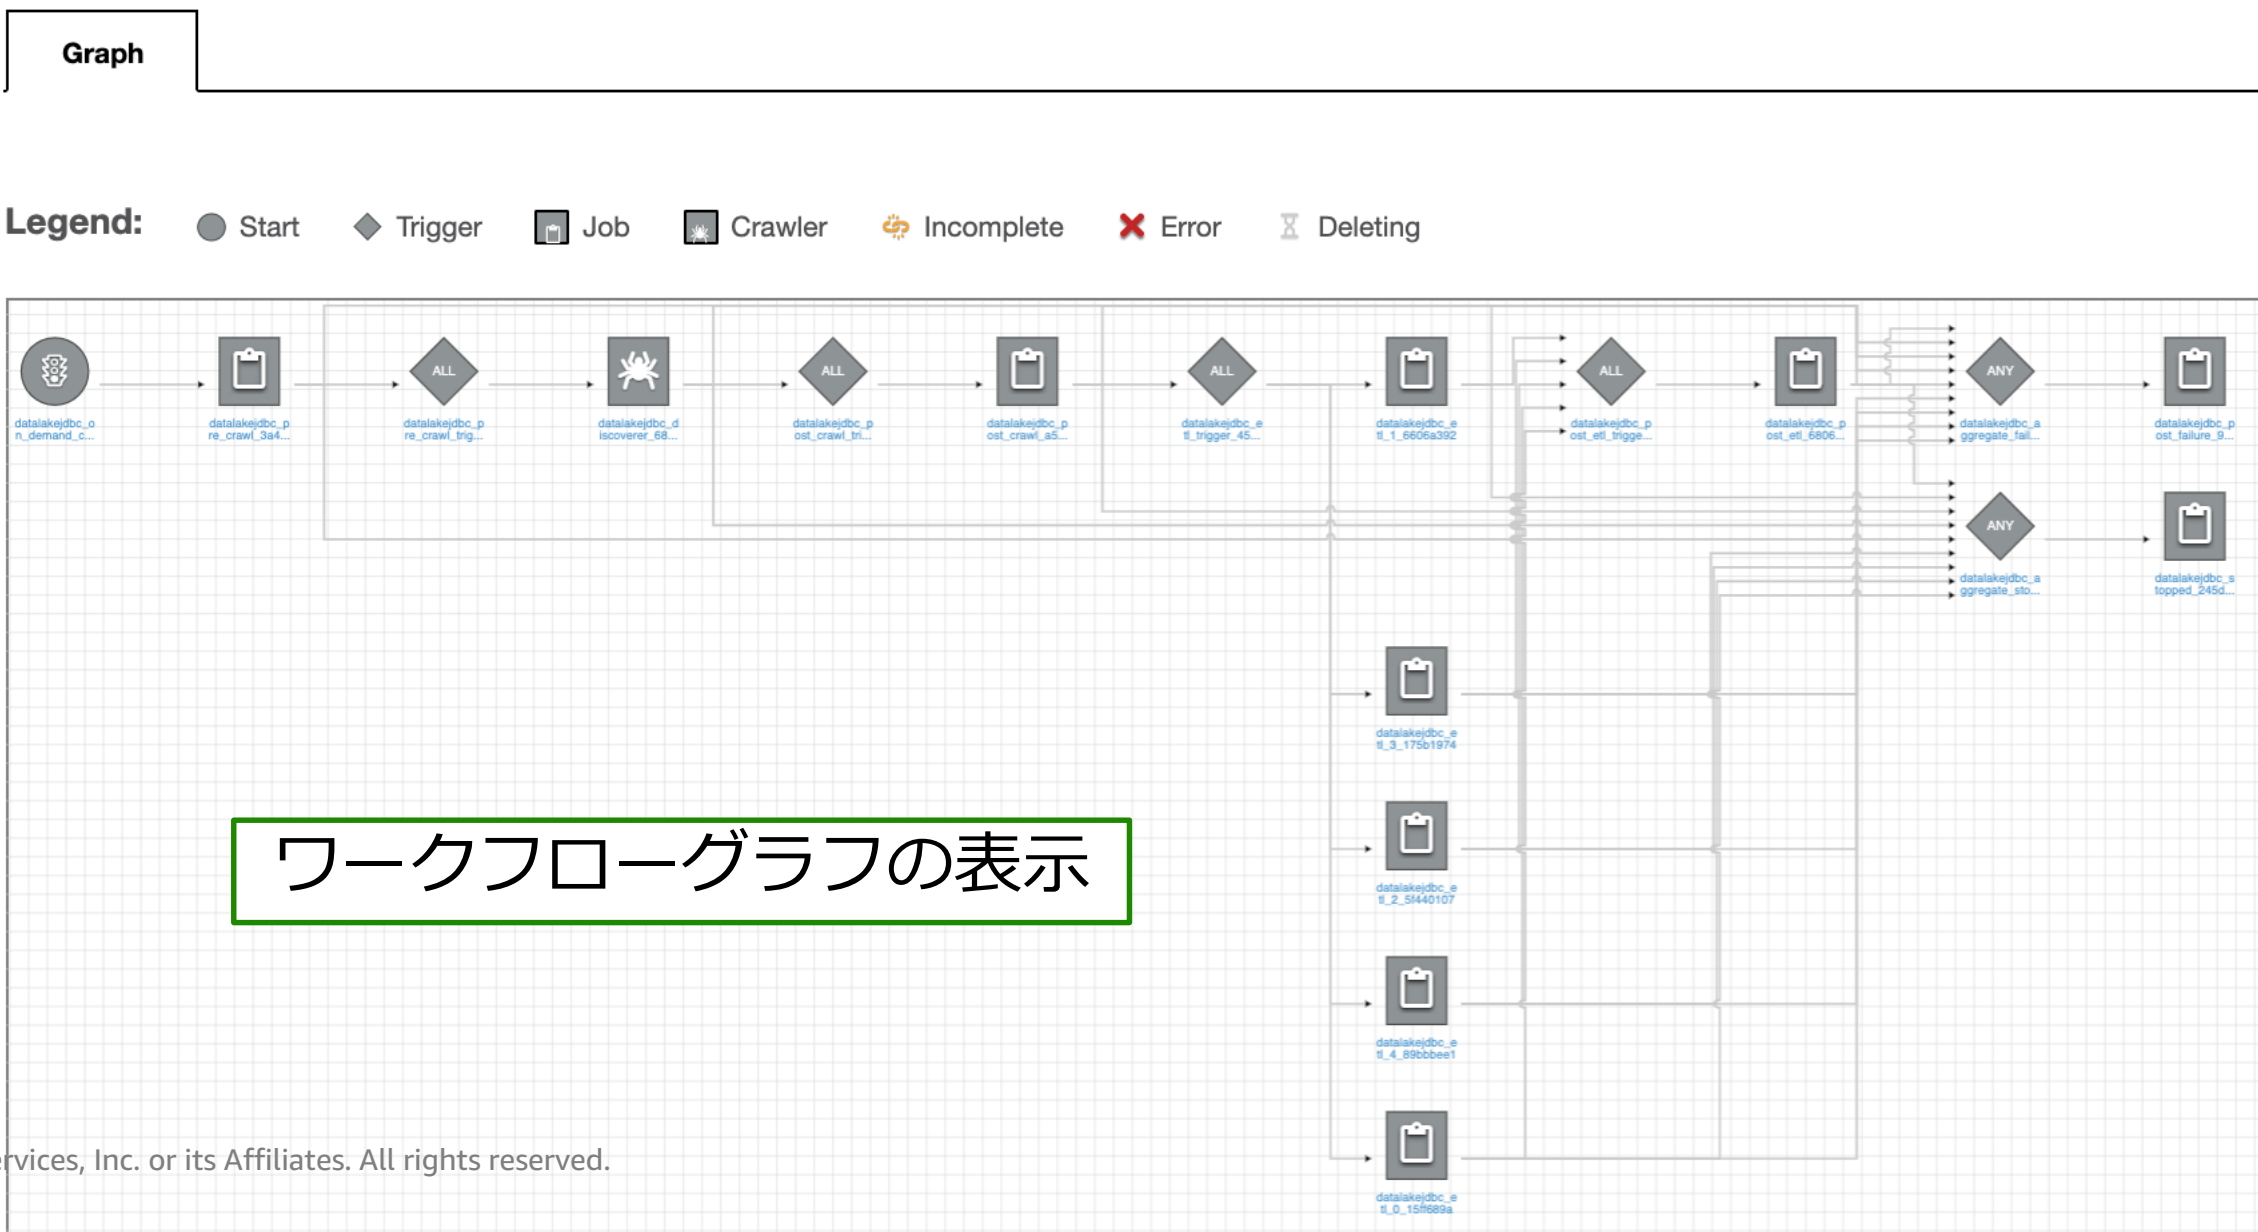 Graph
Legend:
Start
Trigger
Job
Crawler
Incomplete
Error
Deleting
ALL
ALL
ALL
ALL
ANY
datalakejdbc_o
n_demand_c...
datalakejdbc_p
re_crawl_3a4...
datalakejdbc_p
re_crawl_trig...
datalakejdbc_d
iscoverer_68...
datalakejdbc_p
ost_crawl_tri...
datalakejdbc_p
ost_crawl_a5...
datalakejdbc_e
tl_trigger_45...
datalakejdbc_e
tl_1_6606a392
datalakejdbc_p
ost_etl_trigge...
datalakejdbc_p
ost_etl_6806...
datalakejdbc_a
ggregate_fail...
datalakejdbc_p
ost_failure_9...
ANY
datalakejdbc_a
ggregate_sto...
datalakejdbc_s
topped_245d...
datalakejdbc_e
tl_3_175b1974
ワークフローグラフの表示
datalakejdbc_e
tl_2_5f440107
datalakejdbc_e
tl_4_89bbbee1
rvices, Inc. or its Affiliates. All rights reserved.
datalakejdbc_e
tl_0_15ff689a